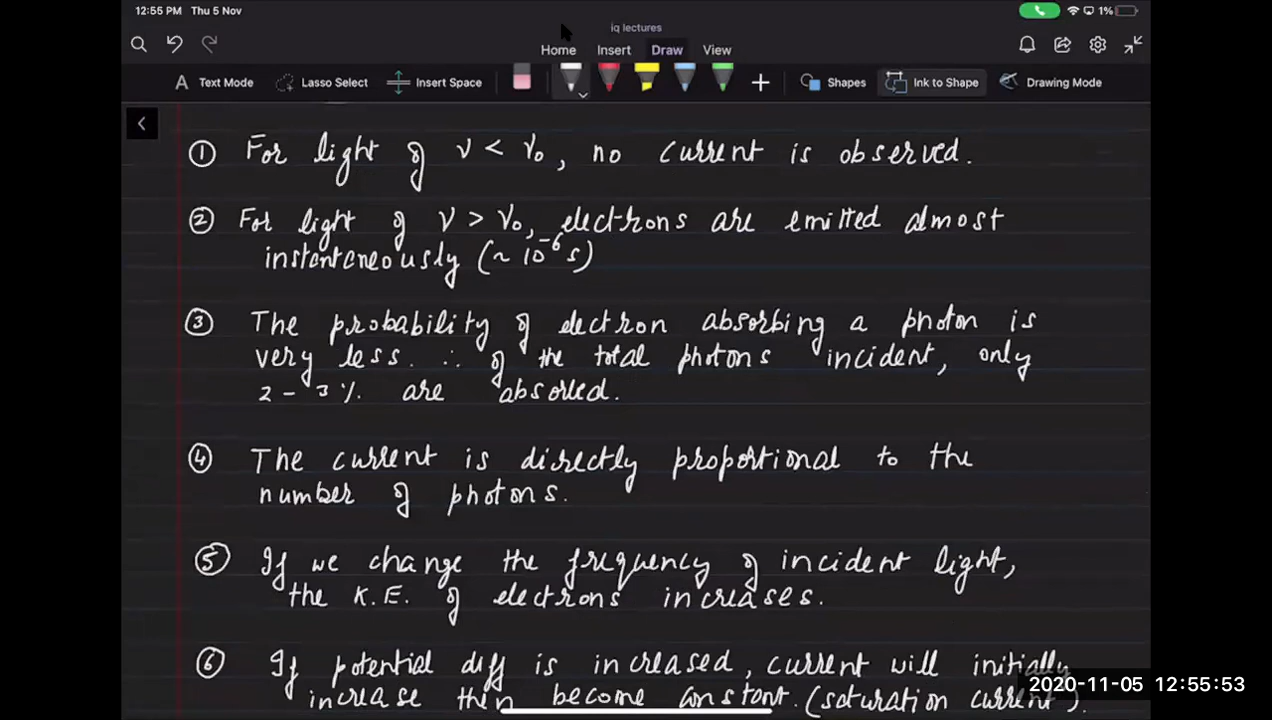 12:55 PM Thu 5 Nov
1%
iq lectures
Home Insert Draw View
Text Mode Lasso Select Insert Space Shapes Ink to Shape Drawing Mode
① For light of ν < ν₀, no current is observed.
② For light of ν > ν₀, electrons are emitted almost
instantaneously (~ 10⁻⁶ s)
③ The probability of electron absorbing a photon is
very less. ∴ of the total photons incident, only
2 - 3 % are absorbed.
④ The current is directly proportional to the
number of photons.
⑤ If we change the frequency of incident light,
the K.E. of electrons increases.
⑥ If potential diff is increased, current will initially
increase then become constant. (saturation current).
2020-11-05 12:55:53